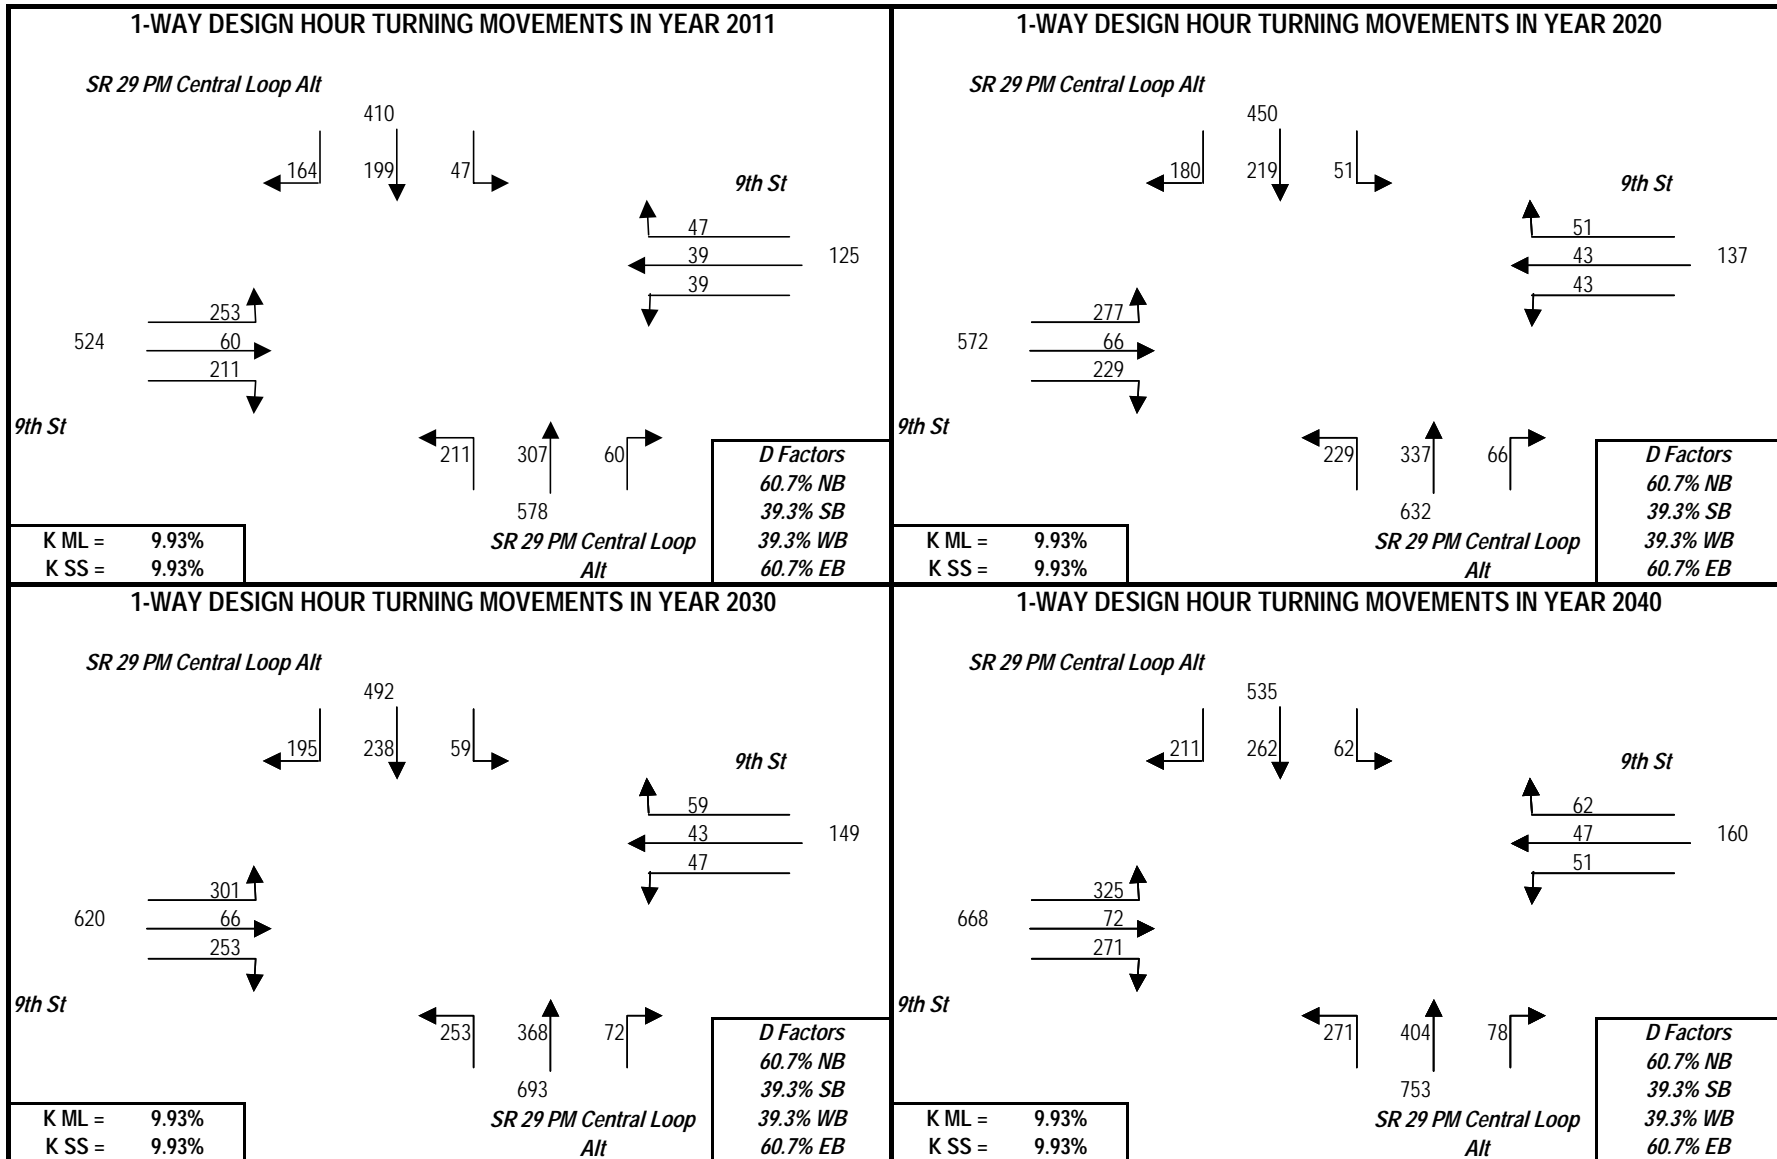 1-WAY DESIGN HOUR TURNING MOVEMENTS IN YEAR 2011
SR 29 PM Central Loop Alt
410
164 199 47
9th St
47
39 125
39
253
524 60
211
9th St
211 307 60
578
SR 29 PM Central Loop
Alt
D Factors
60.7% NB
39.3% SB
39.3% WB
60.7% EB
K ML = 9.93%
K SS = 9.93%
1-WAY DESIGN HOUR TURNING MOVEMENTS IN YEAR 2020
SR 29 PM Central Loop Alt
450
180 219 51
9th St
51
43 137
43
277
572 66
229
9th St
229 337 66
632
SR 29 PM Central Loop
Alt
D Factors
60.7% NB
39.3% SB
39.3% WB
60.7% EB
K ML = 9.93%
K SS = 9.93%
1-WAY DESIGN HOUR TURNING MOVEMENTS IN YEAR 2030
SR 29 PM Central Loop Alt
492
195 238 59
9th St
59
43 149
47
301
620 66
253
9th St
253 368 72
693
SR 29 PM Central Loop
Alt
D Factors
60.7% NB
39.3% SB
39.3% WB
60.7% EB
K ML = 9.93%
K SS = 9.93%
1-WAY DESIGN HOUR TURNING MOVEMENTS IN YEAR 2040
SR 29 PM Central Loop Alt
535
211 262 62
9th St
62
47 160
51
325
668 72
271
9th St
271 404 78
753
SR 29 PM Central Loop
Alt
D Factors
60.7% NB
39.3% SB
39.3% WB
60.7% EB
K ML = 9.93%
K SS = 9.93%